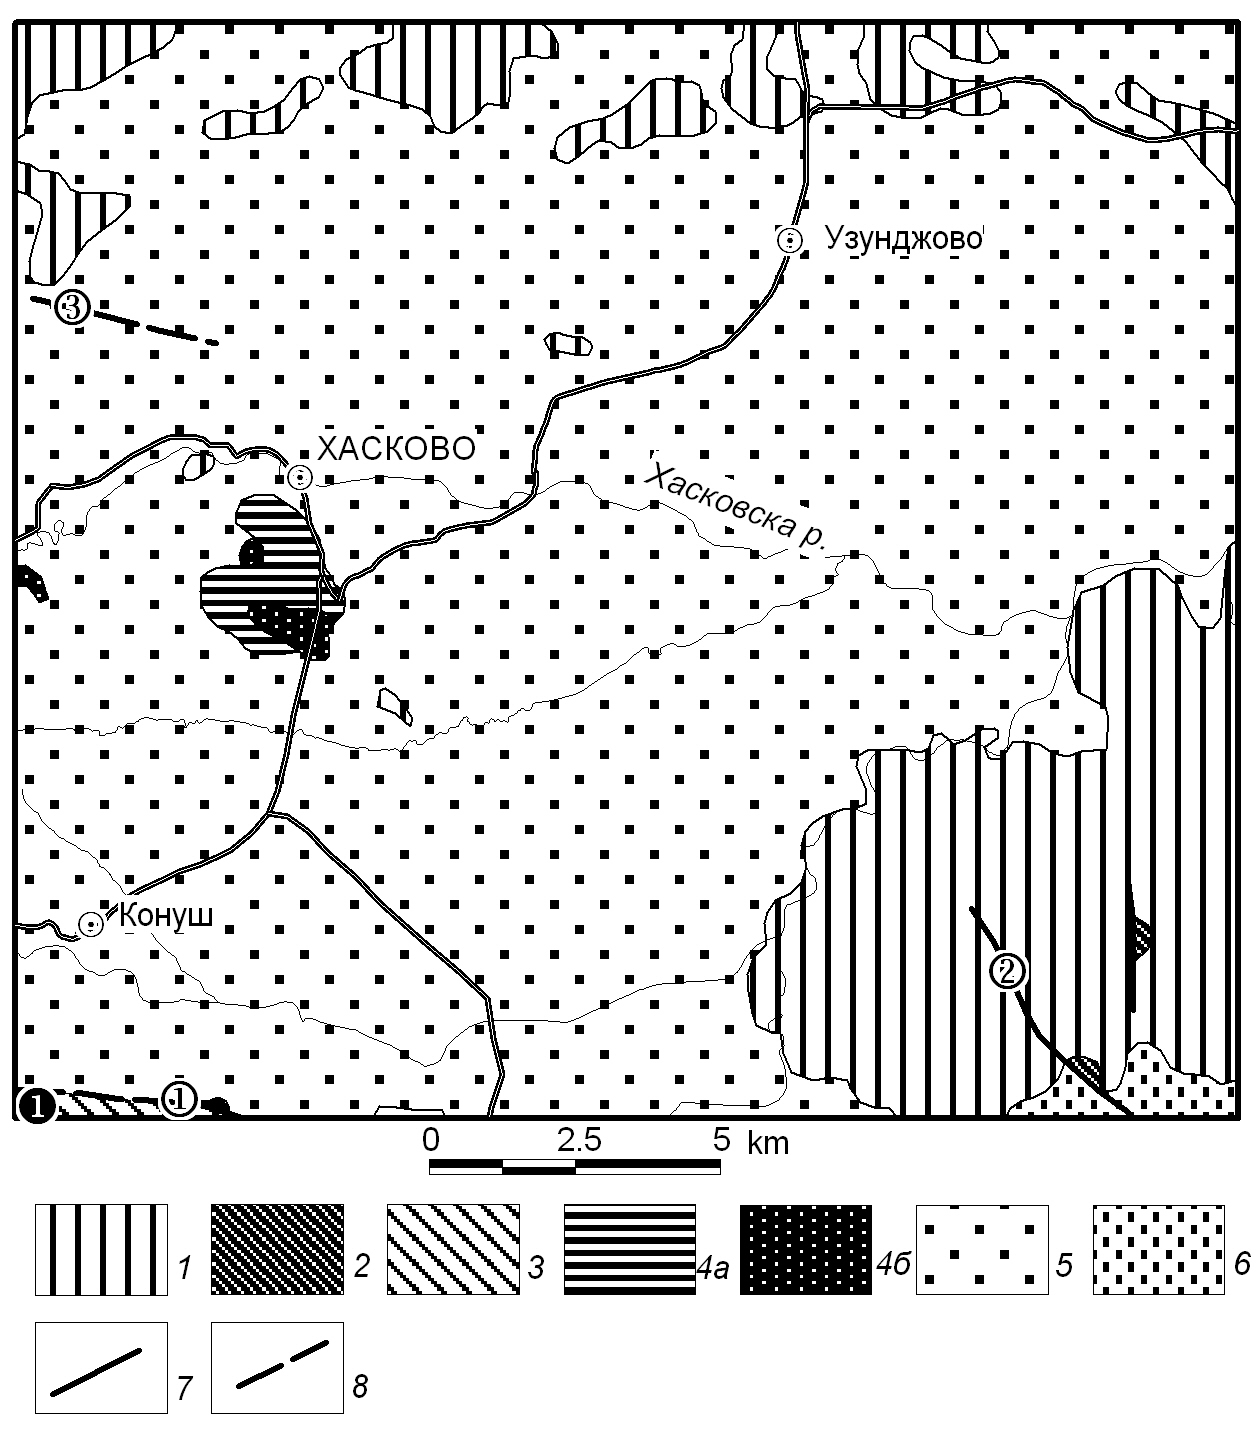 Узунджово
③
ХАСКОВО
Хасковска р.
Конуш
②
❶ ①
0 2.5 5 km
1 2 3 4а 4б 5 6
7 8